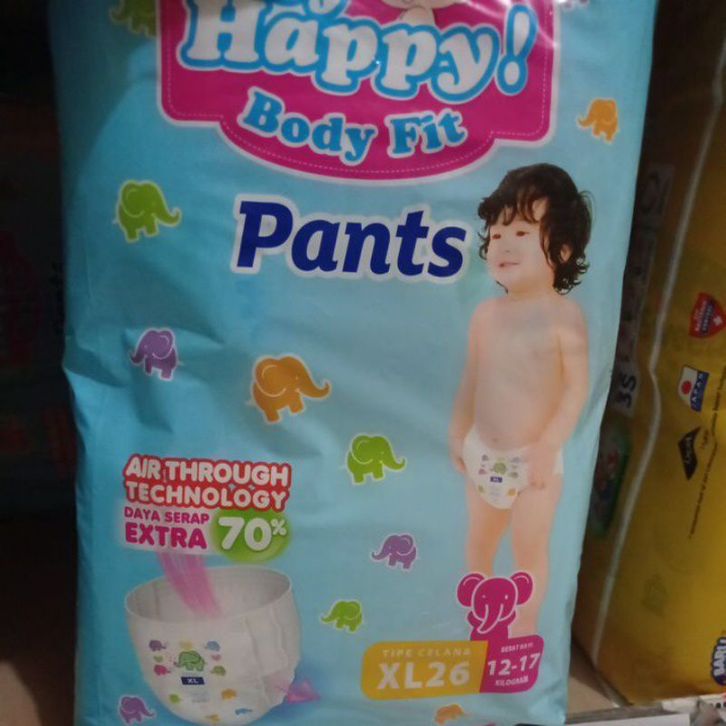 Happy!
Body Fit
Pants
AIR THROUGH
TECHNOLOGY
DAYA SERAP
EXTRA 70%
XL
XL
TIPE CELANA
XL26
BERAT BAYI
12-17
KILOGRAM